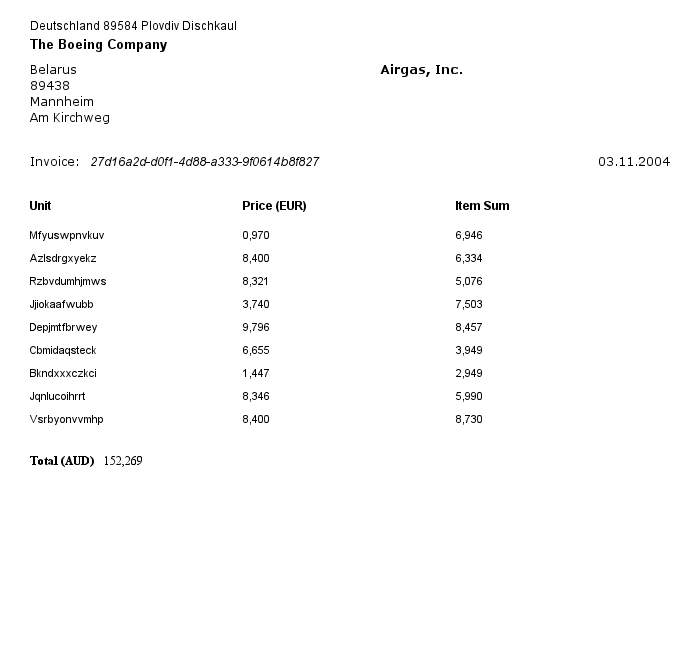 Deutschland 89584 Plovdiv Dischkaul
The Boeing Company
Belarus
Airgas, Inc.
89438
Mannheim
Am Kirchweg
Invoice: 27d16a2d-d0f1-4d88-a333-9f0614b8f827 03.11.2004
Unit Price (EUR) Item Sum
Mfyuswpnvkuv 0,970 6,946
Azlsdrgxyekz 8,400 6,334
Rzbvdumhjmws 8,321 5,076
Jjiokaafwubb 3,740 7,503
Depjmtfbrwey 9,796 8,457
Cbmidaqsteck 6,655 3,949
Bkndxxxczkci 1,447 2,949
Jqnlucoihrrt 8,346 5,990
Vsrbyonvvmhp 8,400 8,730
Total (AUD) 152,269